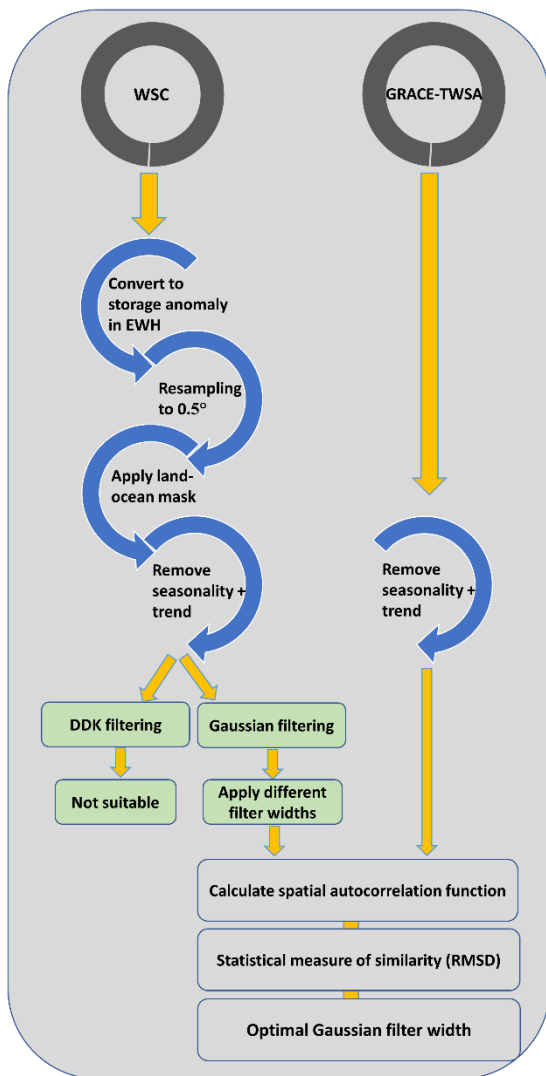 WSC
GRACE-TWSA
Convert to
storage anomaly
in EWH
Resampling
to 0.5°
Apply land-
ocean mask
Remove
seasonality +
trend
Remove
seasonality +
trend
DDK filtering
Gaussian filtering
Not suitable
Apply different
filter widths
Calculate spatial autocorrelation function
Statistical measure of similarity (RMSD)
Optimal Gaussian filter width